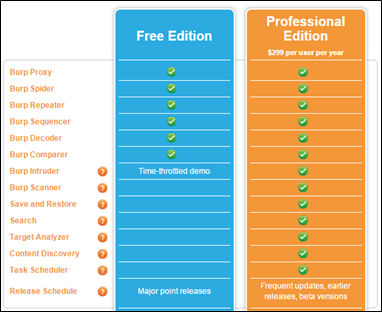 Free Edition
Professional
Edition
$299 per user per year
Burp Proxy
Burp Spider
Burp Repeater
Burp Sequencer
Burp Decoder
Burp Comparer
Burp Intruder ? Time-throttled demo
Burp Scanner ?
Save and Restore ?
Search ?
Target Analyzer ?
Content Discovery ?
Task Scheduler ?
Release Schedule ? Major point releases Frequent updates, earlier
releases, beta versions